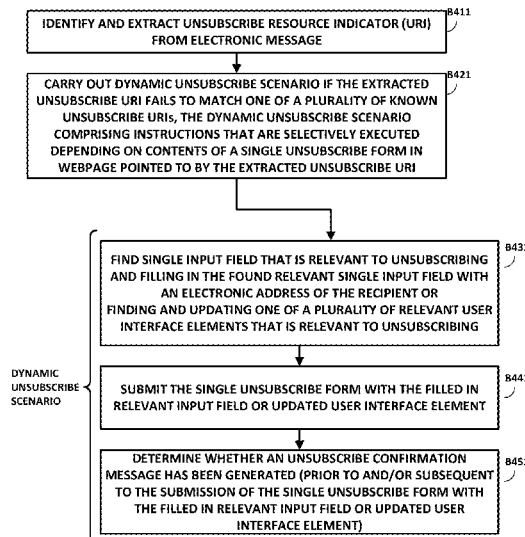 B411
IDENTIFY AND EXTRACT UNSUBSCRIBE RESOURCE INDICATOR (URI)
FROM ELECTRONIC MESSAGE
B421
CARRY OUT DYNAMIC UNSUBSCRIBE SCENARIO IF THE EXTRACTED
UNSUBSCRIBE URI FAILS TO MATCH ONE OF A PLURALITY OF KNOWN
UNSUBSCRIBE URIs, THE DYNAMIC UNSUBSCRIBE SCENARIO
COMPRISING INSTRUCTIONS THAT ARE SELECTIVELY EXECUTED
DEPENDING ON CONTENTS OF A SINGLE UNSUBSCRIBE FORM IN
WEBPAGE POINTED TO BY THE EXTRACTED UNSUBSCRIBE URI
B431
FIND SINGLE INPUT FIELD THAT IS RELEVANT TO UNSUBSCRIBING
AND FILLING IN THE FOUND RELEVANT SINGLE INPUT FIELD WITH
AN ELECTRONIC ADDRESS OF THE RECIPIENT OR
FINDING AND UPDATING ONE OF A PLURALITY OF RELEVANT USER
INTERFACE ELEMENTS THAT IS RELEVANT TO UNSUBSCRIBING
DYNAMIC
UNSUBSCRIBE
SCENARIO
B441
SUBMIT THE SINGLE UNSUBSCRIBE FORM WITH THE FILLED IN
RELEVANT INPUT FIELD OR UPDATED USER INTERFACE ELEMENT
B451
DETERMINE WHETHER AN UNSUBSCRIBE CONFIRMATION
MESSAGE HAS BEEN GENERATED (PRIOR TO AND/OR SUBSEQUENT
TO THE SUBMISSION OF THE SINGLE UNSUBSCRIBE FORM WITH
THE FILLED IN RELEVANT INPUT FIELD OR UPDATED USER
INTERFACE ELEMENT)